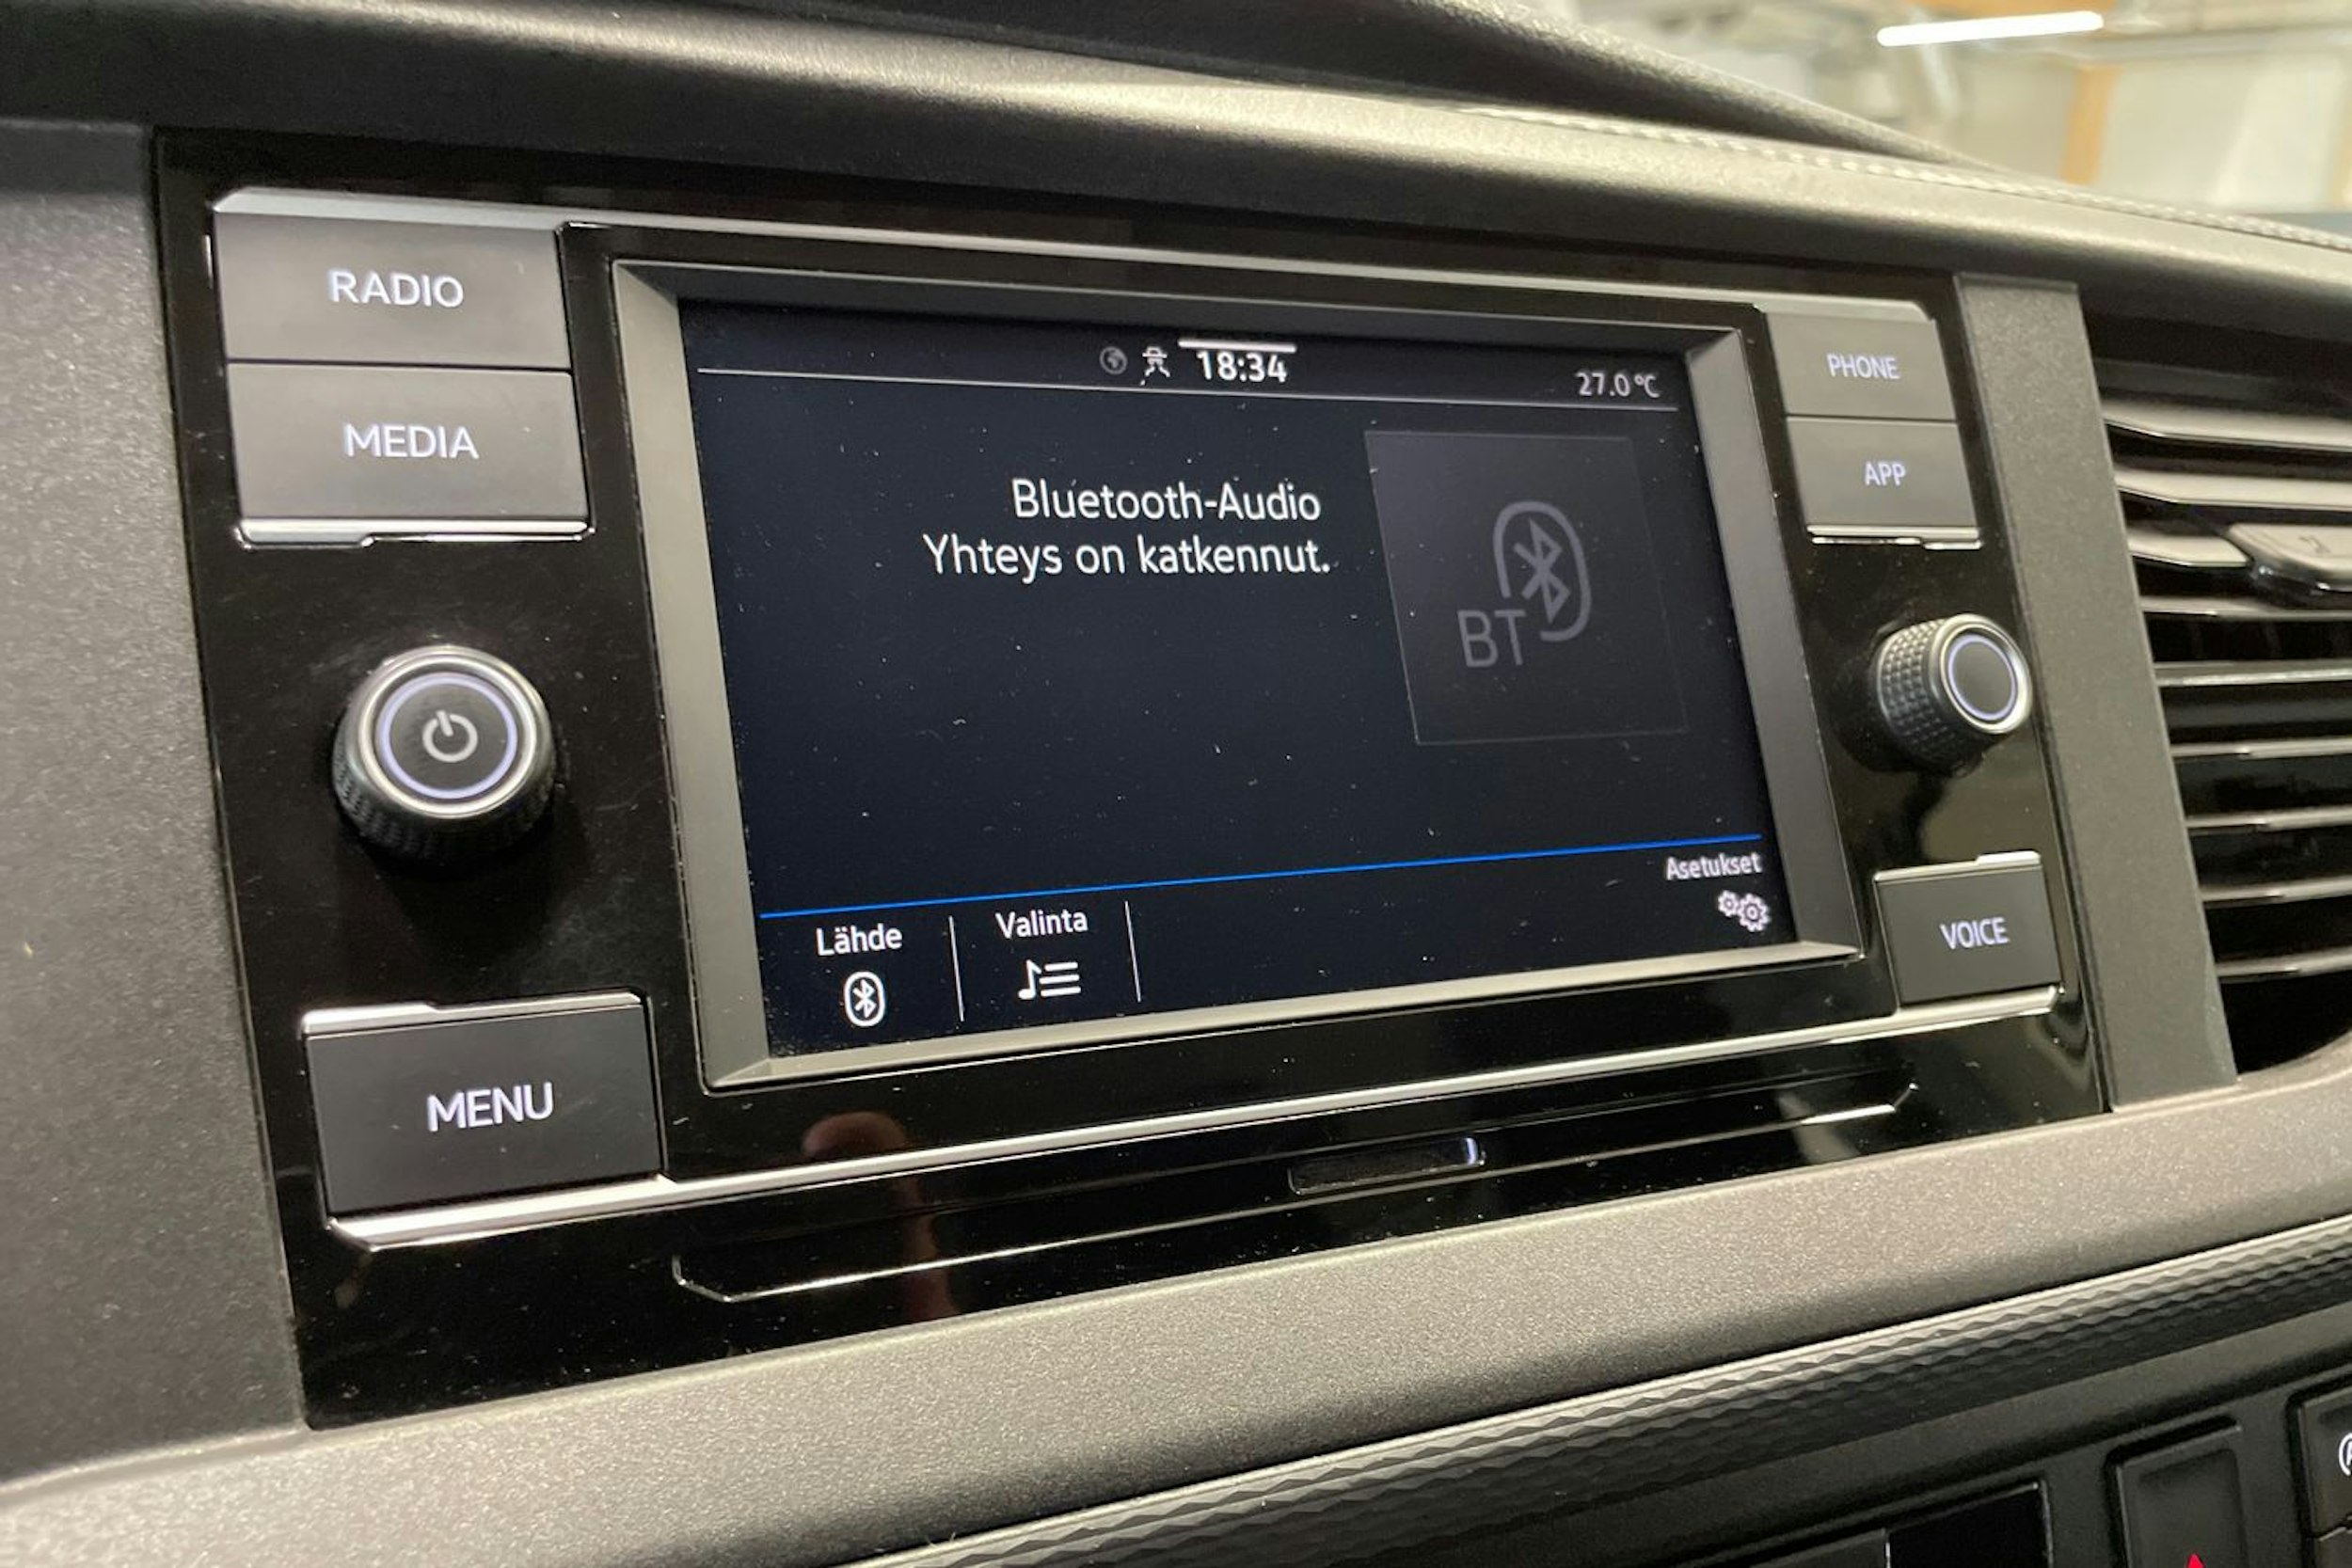 RADIO
MEDIA
MENU
18:34
27.0 °C
Bluetooth-Audio
Yhteys on katkennut.
BT
Lähde
Valinta
Asetukset
PHONE
APP
VOICE